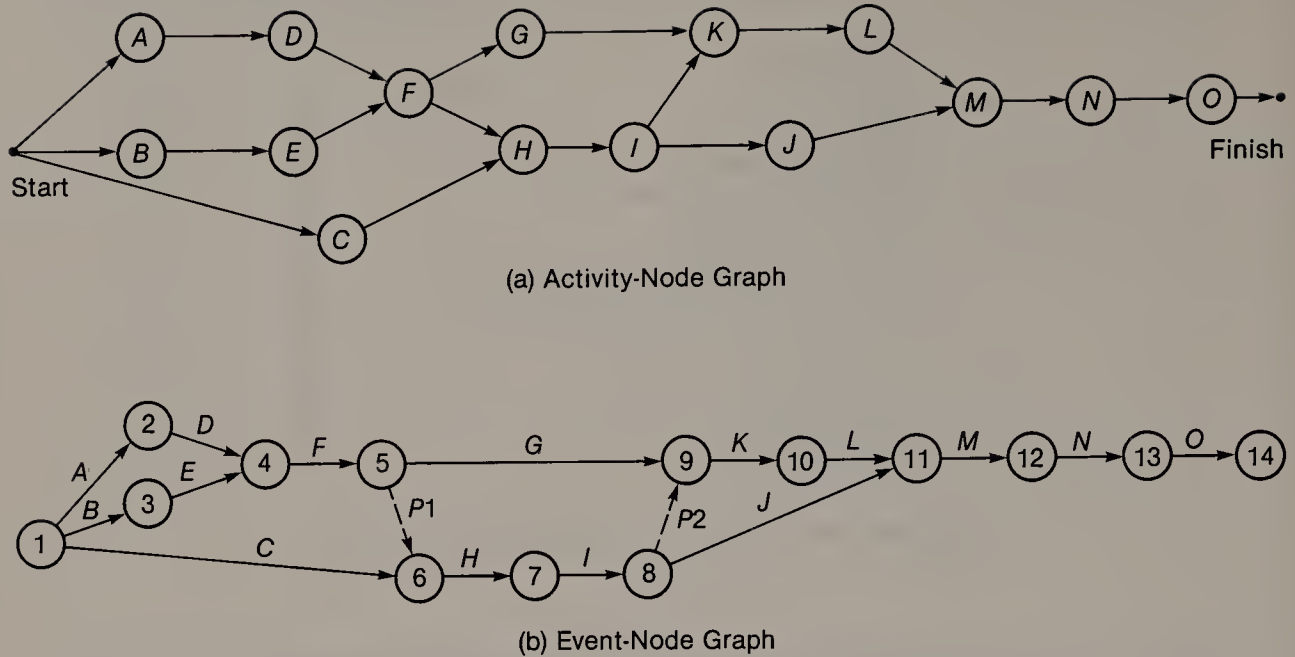 A D G K L
F M N O
B E H I J
Start Finish
C
(a) Activity-Node Graph
2 D
A E 4 F 5 G 9 K 10 L 11 M 12 N 13 O 14
B 3 P1 P2 J
1 C 6 H 7 I 8
(b) Event-Node Graph